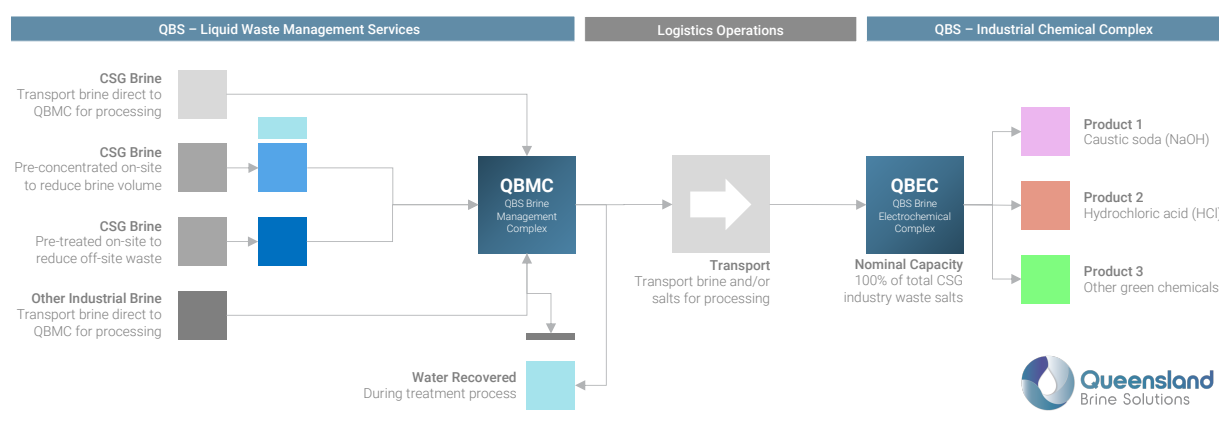 QBS – Liquid Waste Management Services
Logistics Operations
QBS – Industrial Chemical Complex
CSG Brine
Transport brine direct to
QBMC for processing
CSG Brine
Pre-concentrated on-site
to reduce brine volume
CSG Brine
Pre-treated on-site to
reduce off-site waste
Other Industrial Brine
Transport brine direct to
QBMC for processing
QBMC
QBS Brine
Management
Complex
Water Recovered
During treatment process
Transport
Transport brine and/or
salts for processing
QBEC
QBS Brine
Electrochemical
Complex
Nominal Capacity
100% of total CSG
industry waste salts
Product 1
Caustic soda (NaOH)
Product 2
Hydrochloric acid (HCl)
Product 3
Other green chemicals
Queensland
Brine Solutions